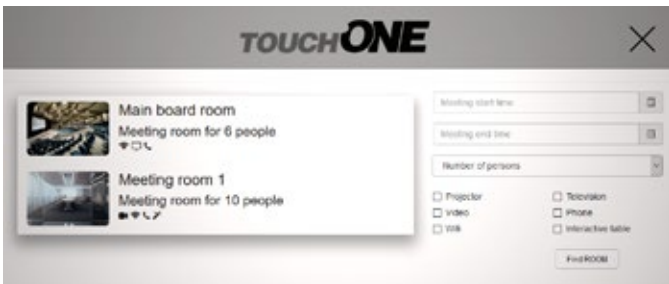 TOUCHONE
Main board room
Meeting room for 6 people
Meeting room 1
Meeting room for 10 people
Meeting start time
Meeting end time
Number of persons
Projector
Television
Video
Phone
Wifi
Interactive table
Find ROOM